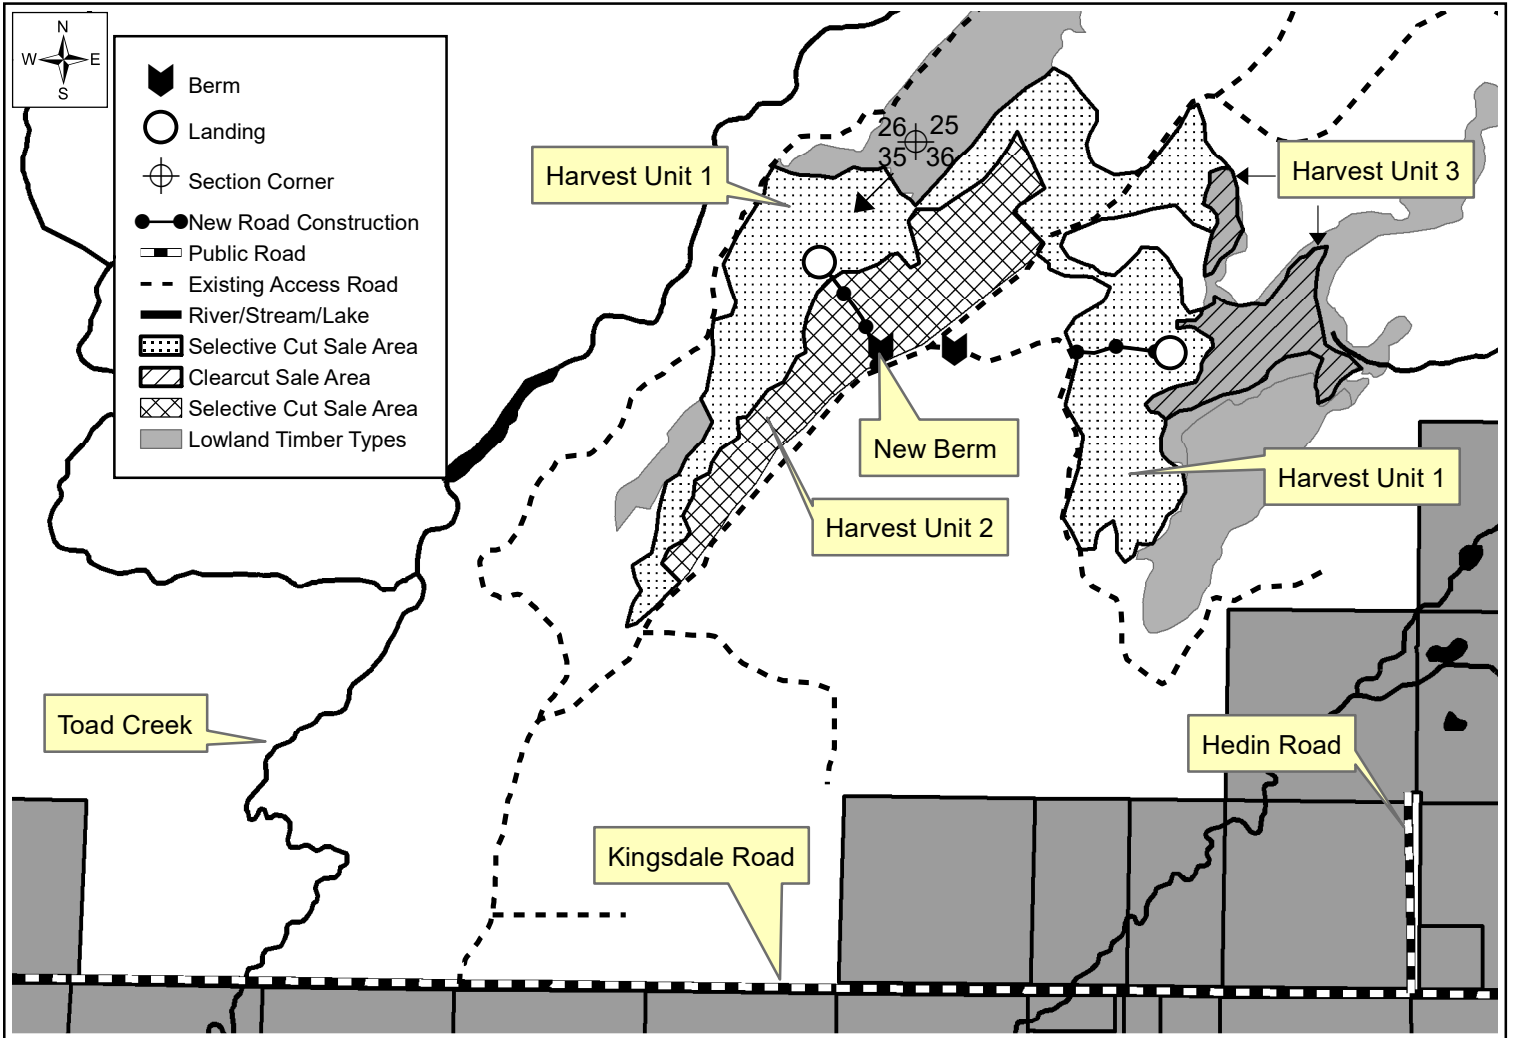 N
W E
S
Berm
Landing
Section Corner
New Road Construction
Public Road
Existing Access Road
River/Stream/Lake
Selective Cut Sale Area
Clearcut Sale Area
Selective Cut Sale Area
Lowland Timber Types
26 25
35 36
Harvest Unit 1
Harvest Unit 3
New Berm
Harvest Unit 1
Harvest Unit 2
Toad Creek
Hedin Road
Kingsdale Road